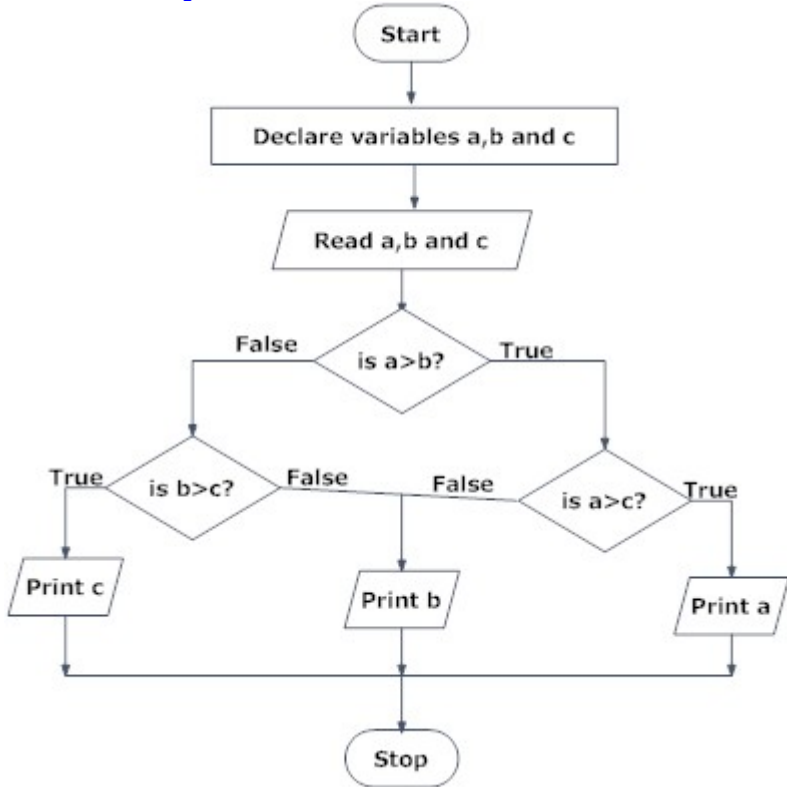 Start
Declare variables a,b and c
Read a,b and c
False
is a>b?
True
True
is b>c?
False
False
is a>c?
True
Print c
Print b
Print a
Stop